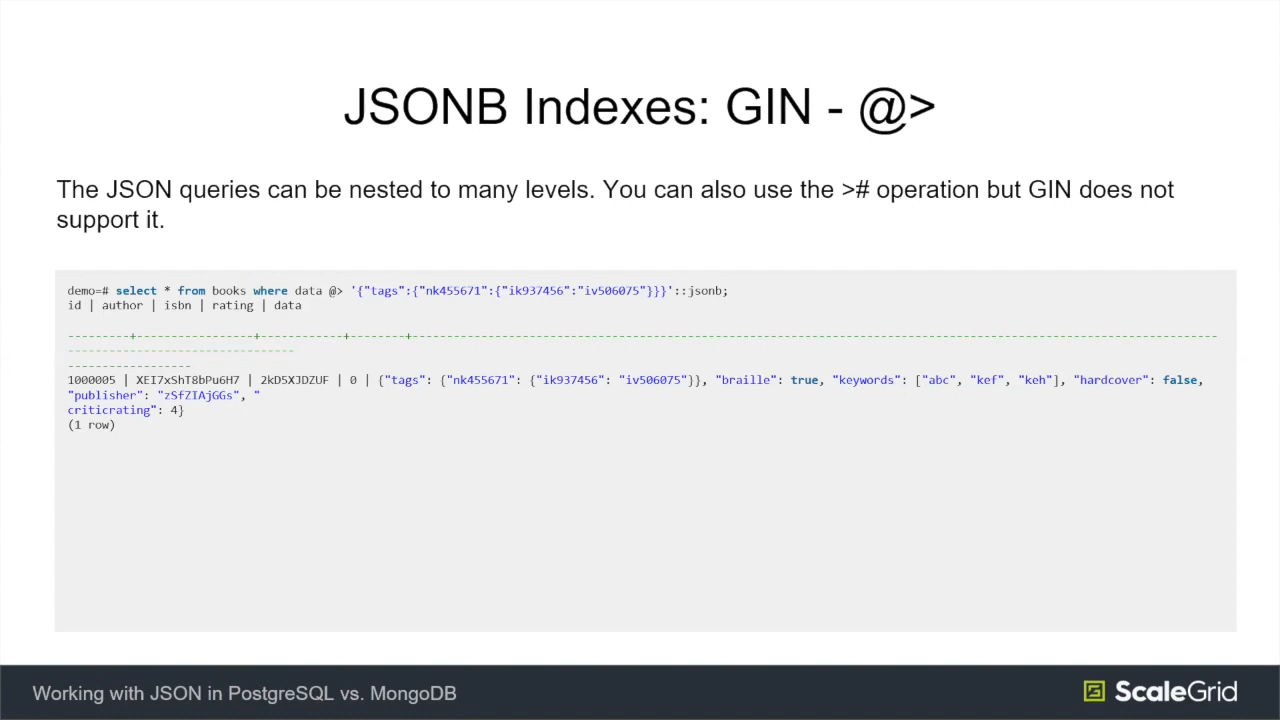 JSONB Indexes: GIN - @>
The JSON queries can be nested to many levels. You can also use the ># operation but GIN does not
support it.
demo=# select * from books where data @> '{"tags":{"nk455671":{"ik937456":"iv506075"}}}'::jsonb;
id | author | isbn | rating | data
---------+-----------------+------------+--------+---------------------------------------------------------------------------------------------------------------------
---------------------------------
------------------
1000005 | XEI7xShT8bPu6H7 | 2kD5XJDZUF | 0 | {"tags": {"nk455671": {"ik937456": "iv506075"}}, "braille": true, "keywords": ["abc", "kef", "keh"], "hardcover": false,
"publisher": "zSfZIAjGGs", "
criticrating": 4}
(1 row)
Working with JSON in PostgreSQL vs. MongoDB
ScaleGrid